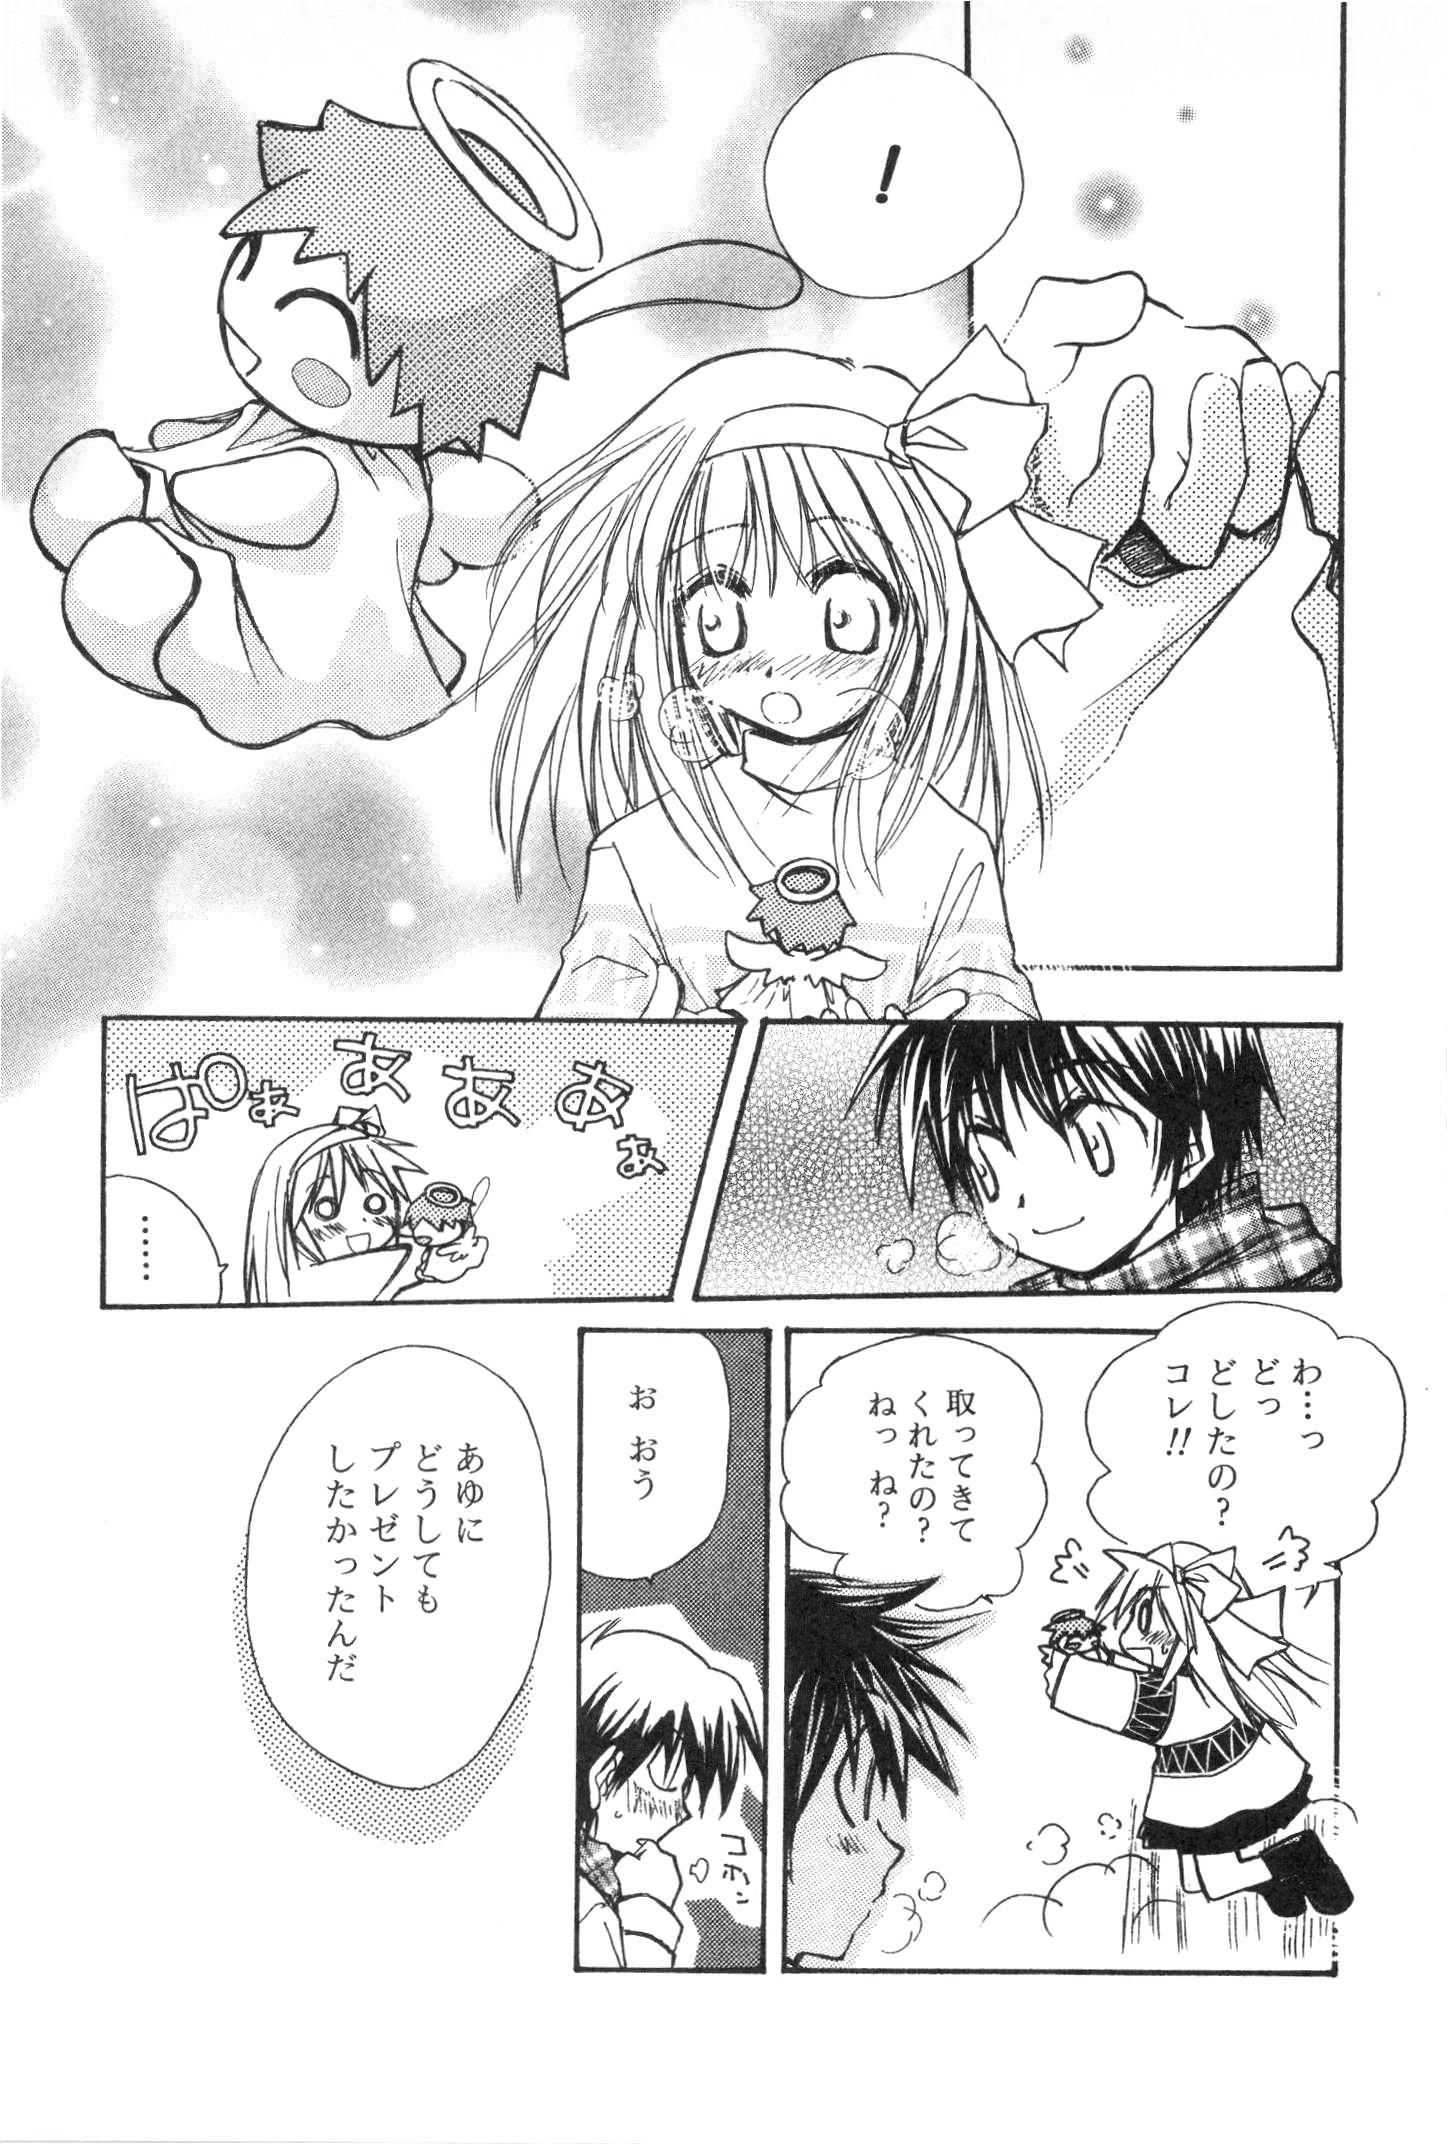 ！
ぱぁ
あああ
ぁ
……
わ…っ
どっ
どしたの？
コレ!!
取ってきて
くれたの？
ねっ ね？
お おう
コホン
あゆに
どうしても
プレゼント
したかったんだ